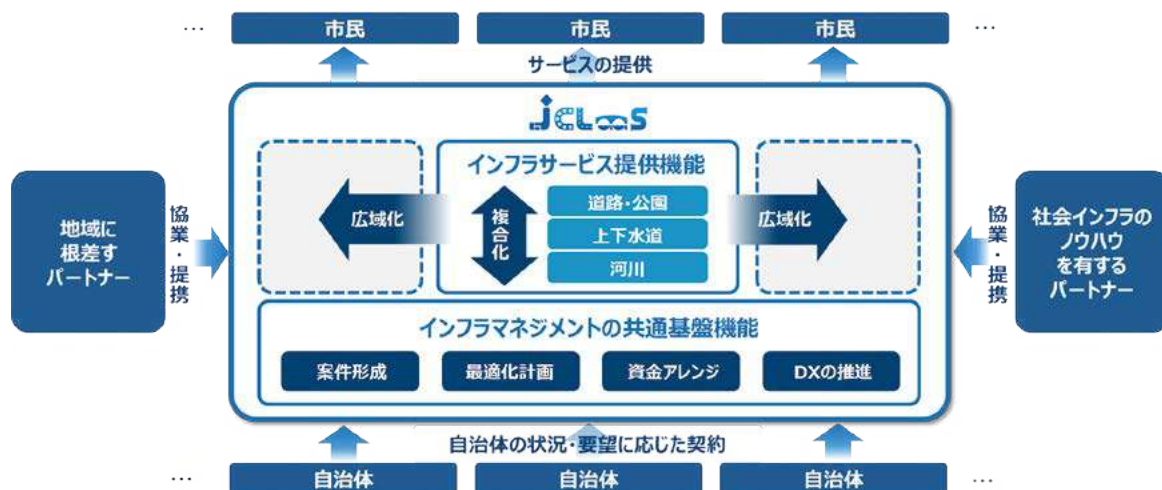 … 市民 市民 市民 …
サービスの提供
JCLaaS
インフラサービス提供機能
広域化
複合化
道路・公園
上下水道
河川
広域化
地域に
根差す
パートナー
協業・提携
協業・提携
社会インフラの
ノウハウ
を有する
パートナー
インフラマネジメントの共通基盤機能
案件形成 最適化計画 資金アレンジ DXの推進
自治体の状況・要望に応じた契約
… 自治体 自治体 自治体 …